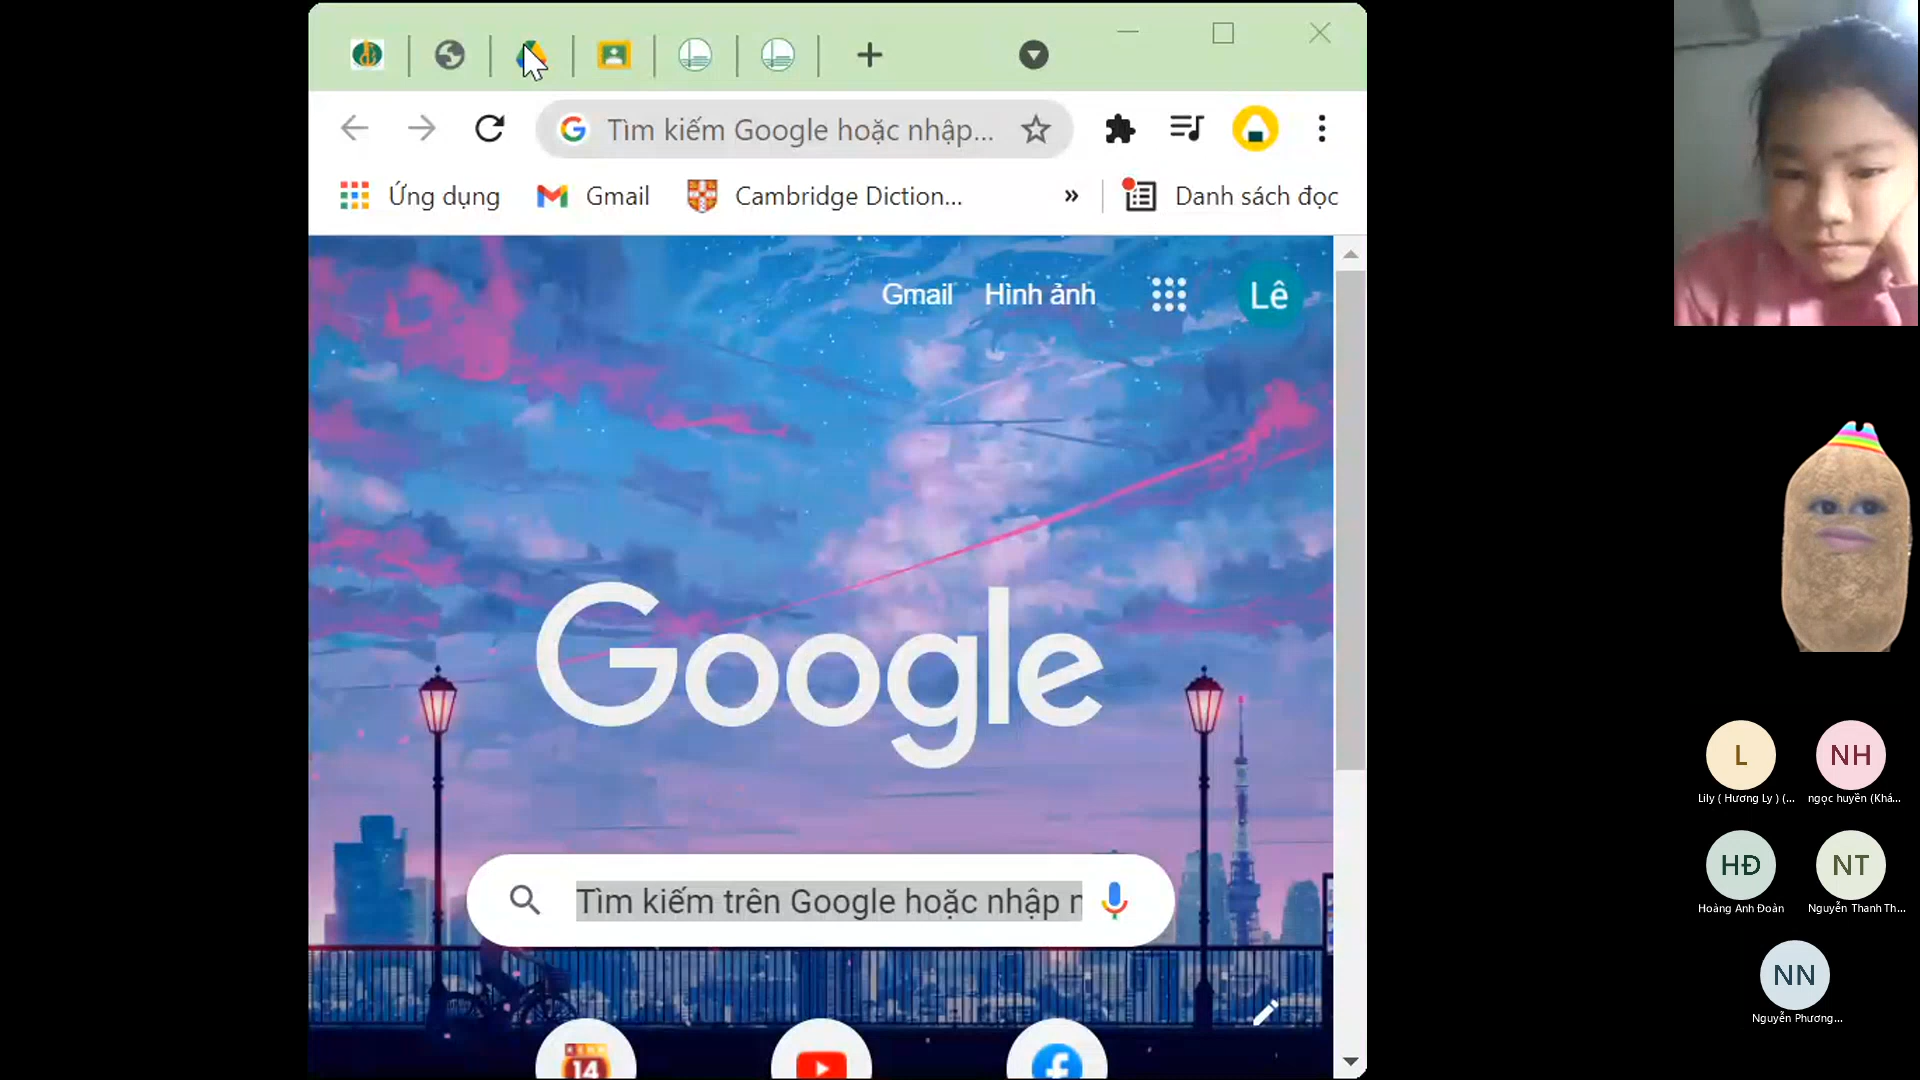 Tìm kiếm Google hoặc nhập...
Ứng dụng
Gmail
Cambridge Diction...
»
Danh sách đọc
Gmail
Hình ảnh
Lê
Google
Tìm kiếm trên Google hoặc nhập
14
L
NH
Lily ( Hương Ly ) (...
ngọc huyền (Khá...
HĐ
NT
Hoàng Anh Đoàn
Nguyễn Thanh Th...
NN
Nguyễn Phương...